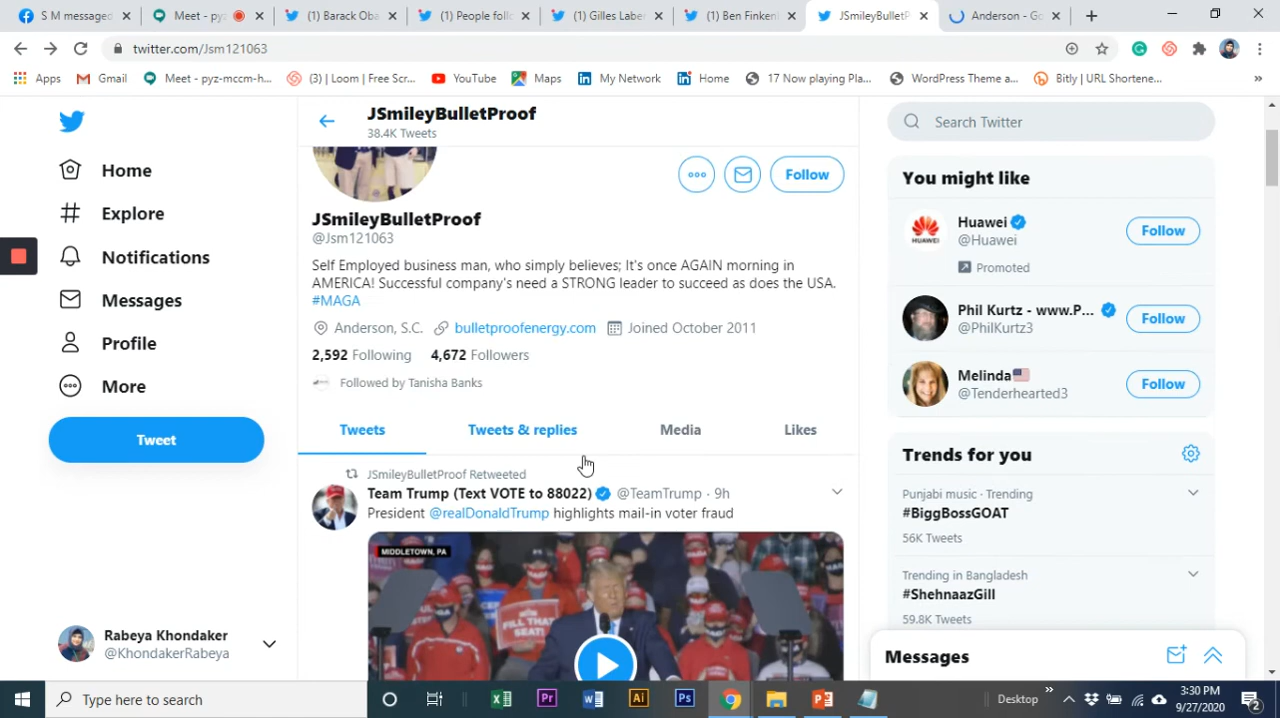 S M messaged
Meet - pyz
(1) Barack Oba
(1) People foll
(1) Gilles Labe
(1) Ben Finkenl
JSmileyBulletP
Anderson - Go
twitter.com/Jsm121063
Apps
Gmail
Meet - pyz-mccm-h...
(3) | Loom | Free Scr...
YouTube
Maps
My Network
Home
17 Now playing Pla...
WordPress Theme a...
Bitly | URL Shortene...
JSmileyBulletProof
38.4K Tweets
Home
Explore
Notifications
Messages
Profile
More
Tweet
Follow
JSmileyBulletProof
@Jsm121063
Self Employed business man, who simply believes; It's once AGAIN morning in
AMERICA! Successful company's need a STRONG leader to succeed as does the USA.
#MAGA
Anderson, S.C.
bulletproofenergy.com
Joined October 2011
2,592 Following
4,672 Followers
Followed by Tanisha Banks
Tweets
Tweets & replies
Media
Likes
JSmileyBulletProof Retweeted
Team Trump (Text VOTE to 88022) @TeamTrump · 9h
President @realDonaldTrump highlights mail-in voter fraud
MIDDLETOWN, PA
FILL THAT
SEAT!
Search Twitter
You might like
Huawei
@Huawei
HUAWEI
Promoted
Follow
Phil Kurtz - www.P...
@PhilKurtz3
Follow
Melinda
@Tenderhearted3
Follow
Trends for you
Punjabi music · Trending
#BiggBossGOAT
56K Tweets
Trending in Bangladesh
#ShehnaazGill
59.8K Tweets
Messages
Rabeya Khondaker
@KhondakerRabeya
Type here to search
Desktop
3:30 PM
9/27/2020
2